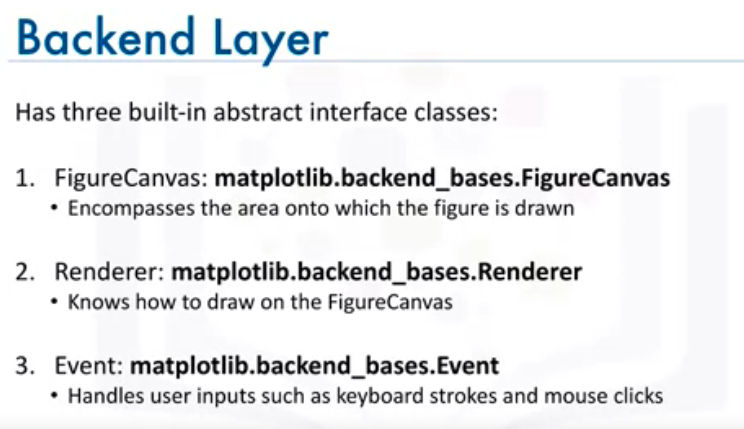 Backend Layer
Has three built-in abstract interface classes:
1. FigureCanvas: matplotlib.backend_bases.FigureCanvas
• Encompasses the area onto which the figure is drawn
2. Renderer: matplotlib.backend_bases.Renderer
• Knows how to draw on the FigureCanvas
3. Event: matplotlib.backend_bases.Event
• Handles user inputs such as keyboard strokes and mouse clicks